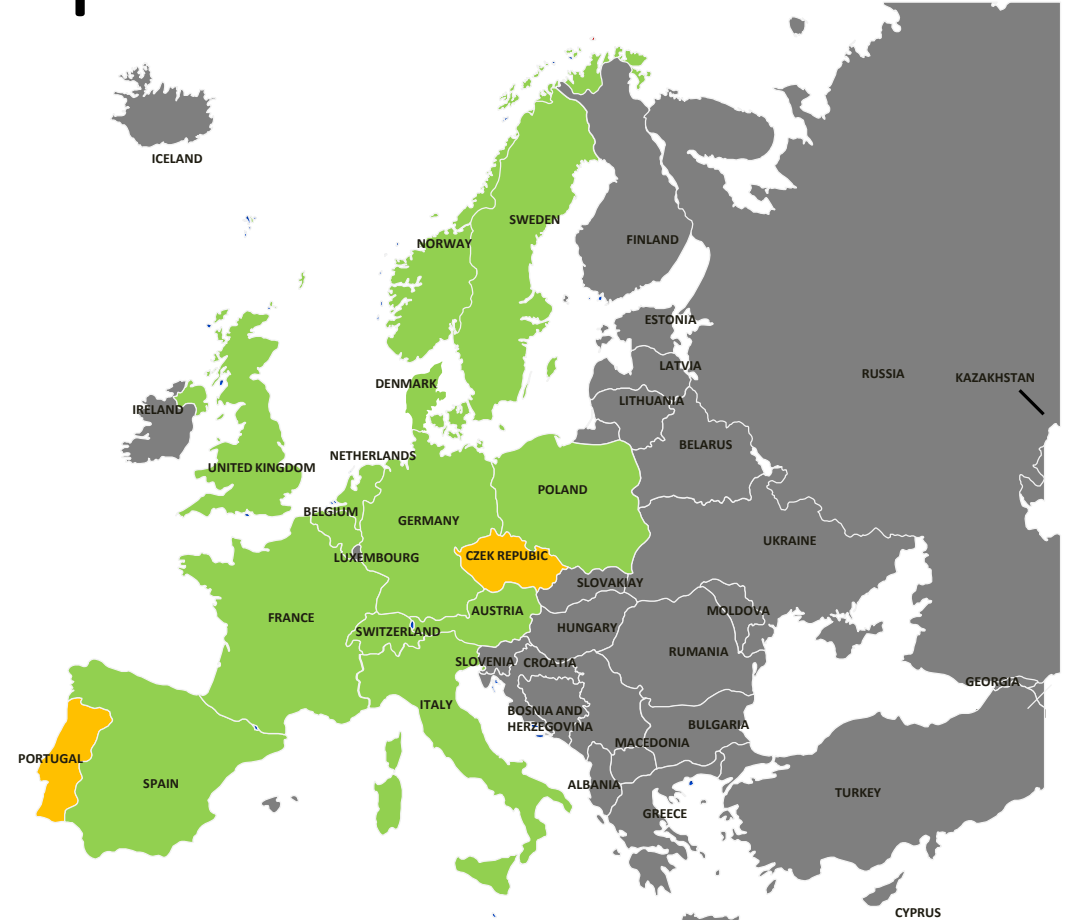 ICELAND
SWEDEN
NORWAY
FINLAND
ESTONIA
LATVIA
RUSSIA
KAZAKHSTAN
DENMARK
LITHUANIA
IRELAND
BELARUS
NETHERLANDS
UNITED KINGDOM
POLAND
BELGIUM
GERMANY
UKRAINE
LUXEMBOURG
CZEK REPUBIC
SLOVAKIAY
AUSTRIA
MOLDOVA
FRANCE
SWITZERLAND
HUNGARY
RUMANIA
SLOVENIA
CROATIA
GEORGIA
ITALY
BOSNIA AND
HERZEGOVINA
BULGARIA
MACEDONIA
PORTUGAL
SPAIN
ALBANIA
TURKEY
GREECE
CYPRUS